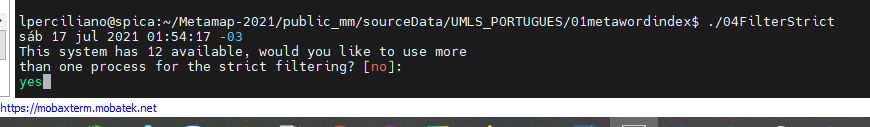 lperciliano@spica:~/Metamap-2021/public_mm/sourceData/UMLS_PORTUGUES/01metawordindex$ ./04FilterStrict
sáb 17 jul 2021 01:54:17 -03
This system has 12 available, would you like to use more
than one process for the strict filtering? [no]:
yes
https://mobaxterm.mobatek.net